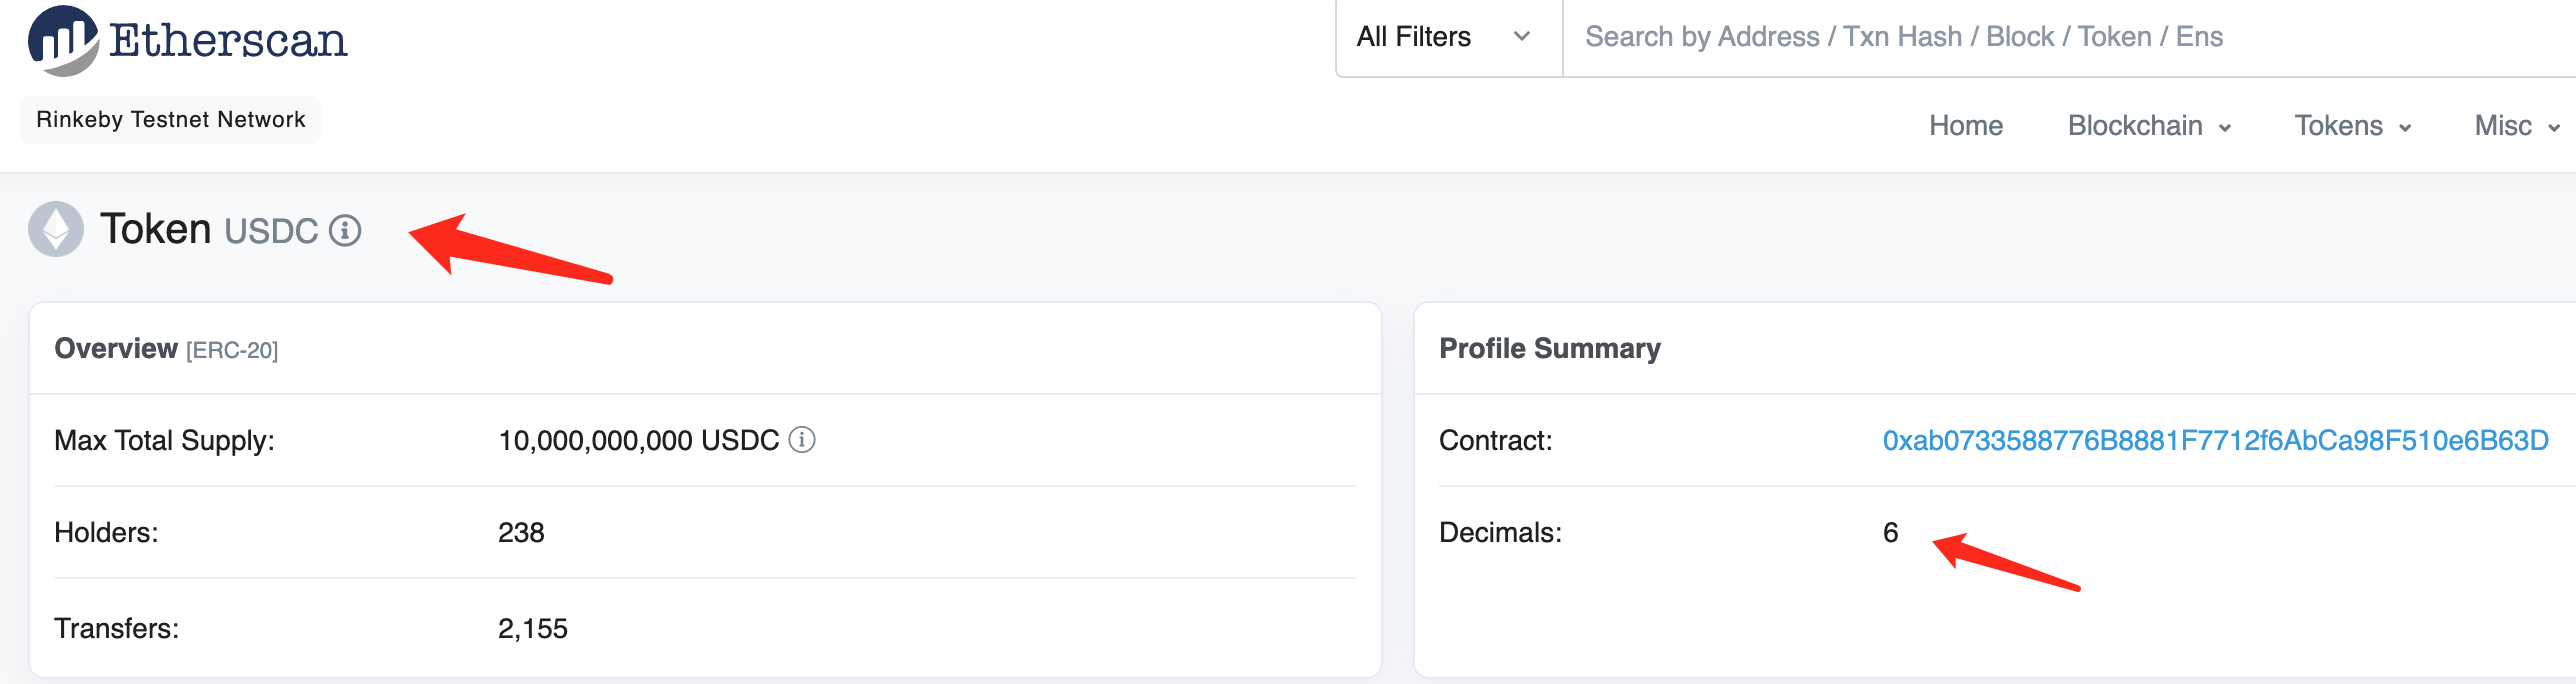 Etherscan
All Filters
Search by Address / Txn Hash / Block / Token / Ens
Rinkeby Testnet Network
Home Blockchain Tokens Misc
Token USDC
Overview [ERC-20]
Max Total Supply: 10,000,000,000 USDC
Holders: 238
Transfers: 2,155
Profile Summary
Contract: 0xab0733588776B8881F7712f6AbCa98F510e6B63D
Decimals: 6